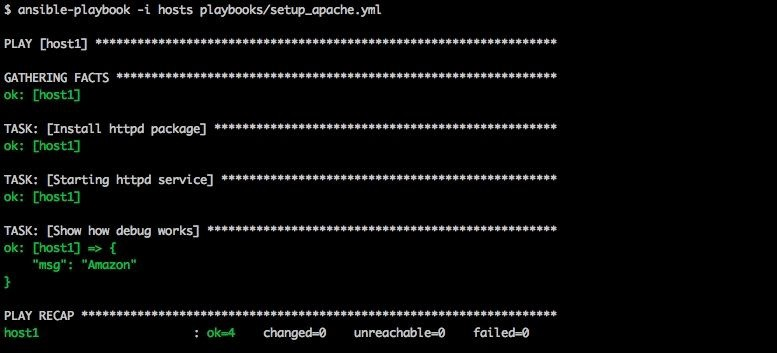 $ ansible-playbook -i hosts playbooks/setup_apache.yml
PLAY [host1] ******************************************************************
GATHERING FACTS ***************************************************************
ok: [host1]
TASK: [Install httpd package] *************************************************
ok: [host1]
TASK: [Starting httpd service] ************************************************
ok: [host1]
TASK: [Show how debug works] **************************************************
ok: [host1] => {
    "msg": "Amazon"
}
PLAY RECAP ********************************************************************
host1                      : ok=4    changed=0    unreachable=0    failed=0